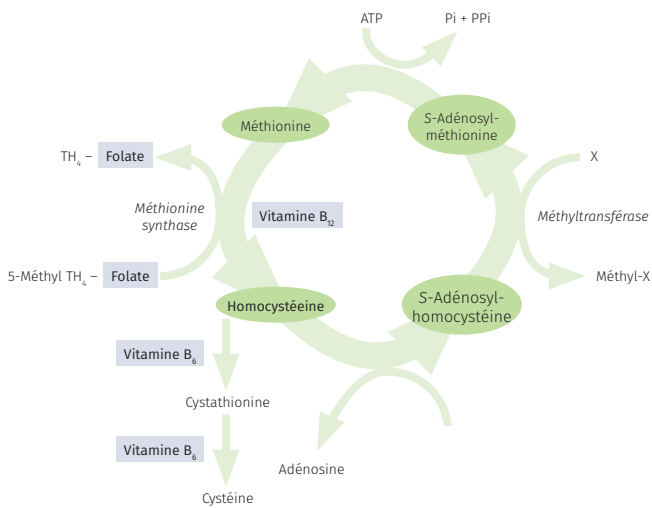 ATP
Pi + PPi
Méthionine
S-Adénosyl-
méthionine
TH4 – Folate
X
Méthionine
synthase
Vitamine B12
Méthyltransférase
5-Méthyl TH4 – Folate
Méthyl-X
Homocystéeine
S-Adénosyl-
homocystéine
Vitamine B6
Cystathionine
Vitamine B6
Adénosine
Cystéine